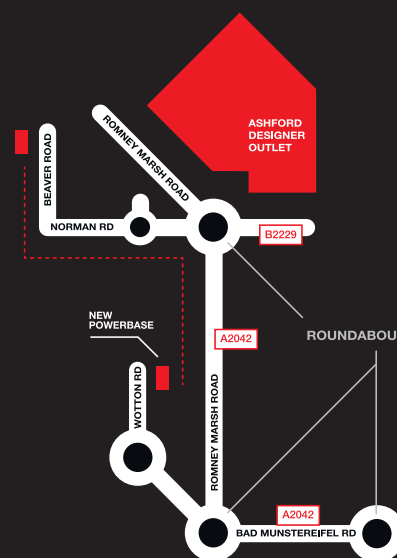 ASHFORD
DESIGNER
OUTLET
ROMNEY MARSH ROAD
BEAVER ROAD
NORMAN RD
B2229
NEW
POWERBASE
A2042
ROUNDABOU
WOTTON RD
ROMNEY MARSH ROAD
A2042
BAD MUNSTEREIFEL RD